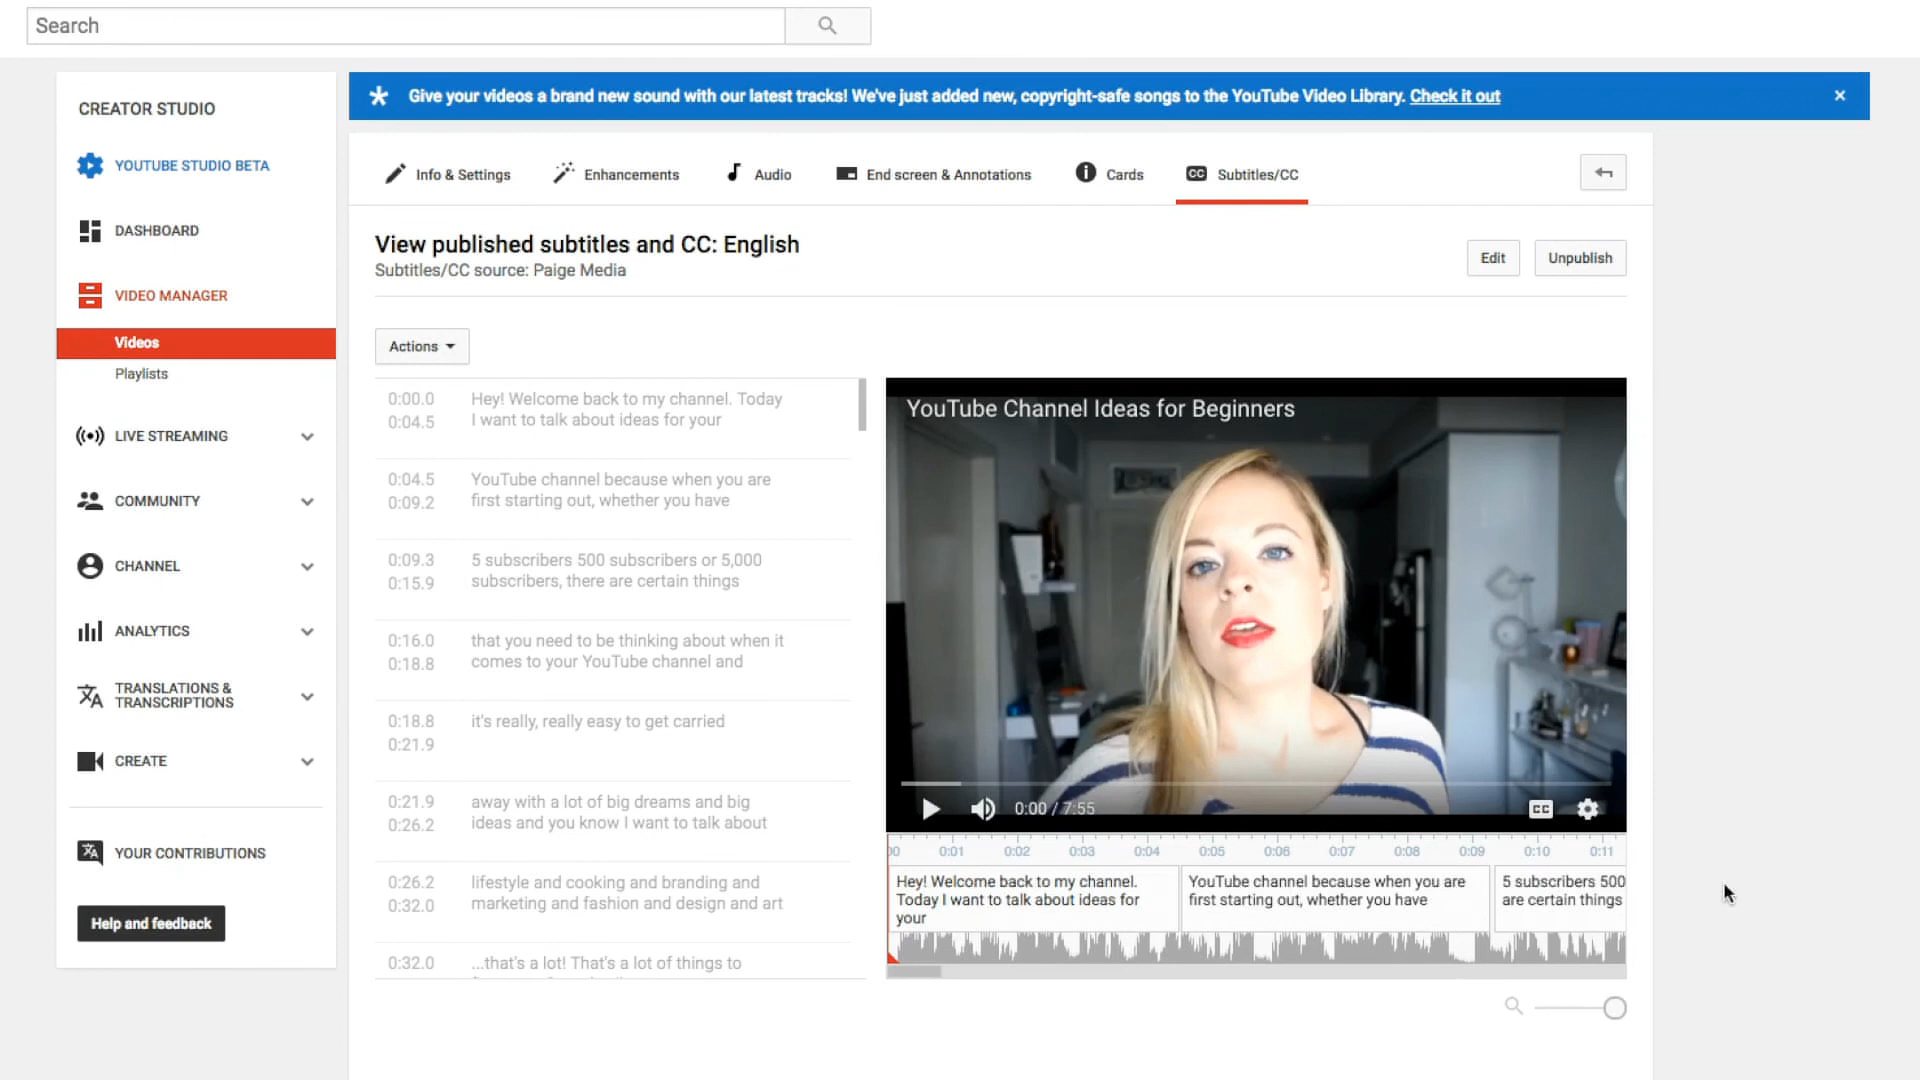 Search
CREATOR STUDIO
YOUTUBE STUDIO BETA
DASHBOARD
VIDEO MANAGER
Videos
Playlists
LIVE STREAMING
COMMUNITY
CHANNEL
ANALYTICS
TRANSLATIONS &
TRANSCRIPTIONS
CREATE
YOUR CONTRIBUTIONS
Help and feedback
Give your videos a brand new sound with our latest tracks! We've just added new, copyright-safe songs to the YouTube Video Library. Check it out
Info & Settings
Enhancements
Audio
End screen & Annotations
Cards
CC Subtitles/CC
View published subtitles and CC: English
Subtitles/CC source: Paige Media
Edit
Unpublish
Actions
0:00.0 Hey! Welcome back to my channel. Today
0:04.5 I want to talk about ideas for your
0:04.5 YouTube channel because when you are
0:09.2 first starting out, whether you have
0:09.3 5 subscribers 500 subscribers or 5,000
0:15.9 subscribers, there are certain things
0:16.0 that you need to be thinking about when it
0:18.8 comes to your YouTube channel and
0:18.8 it's really, really easy to get carried
0:21.9
0:21.9 away with a lot of big dreams and big
0:26.2 ideas and you know I want to talk about
0:26.2 lifestyle and cooking and branding and
0:32.0 marketing and fashion and design and art
0:32.0 ...that's a lot! That's a lot of things to
YouTube Channel Ideas for Beginners
0:00 / 7:55
CC
00 0:01 0:02 0:03 0:04 0:05 0:06 0:07 0:08 0:09 0:10 0:11
Hey! Welcome back to my channel.
Today I want to talk about ideas for
your
YouTube channel because when you are
first starting out, whether you have
5 subscribers 500
are certain things